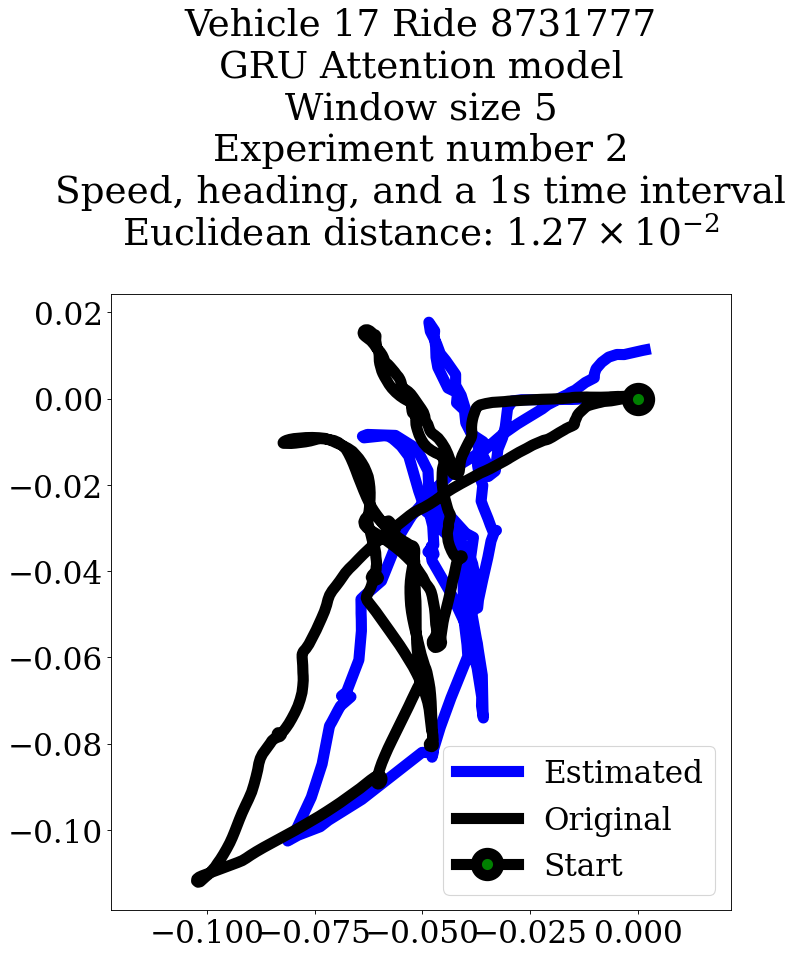 Vehicle 17 Ride 8731777
GRU Attention model
Window size 5
Experiment number 2
Speed, heading, and a 1s time interval
Euclidean distance: 1.27 × 10⁻²
0.02
0.00
−0.02
−0.04
−0.06
−0.08
−0.10
Estimated
Original
Start
−0.100 −0.075 −0.050 −0.025 0.000